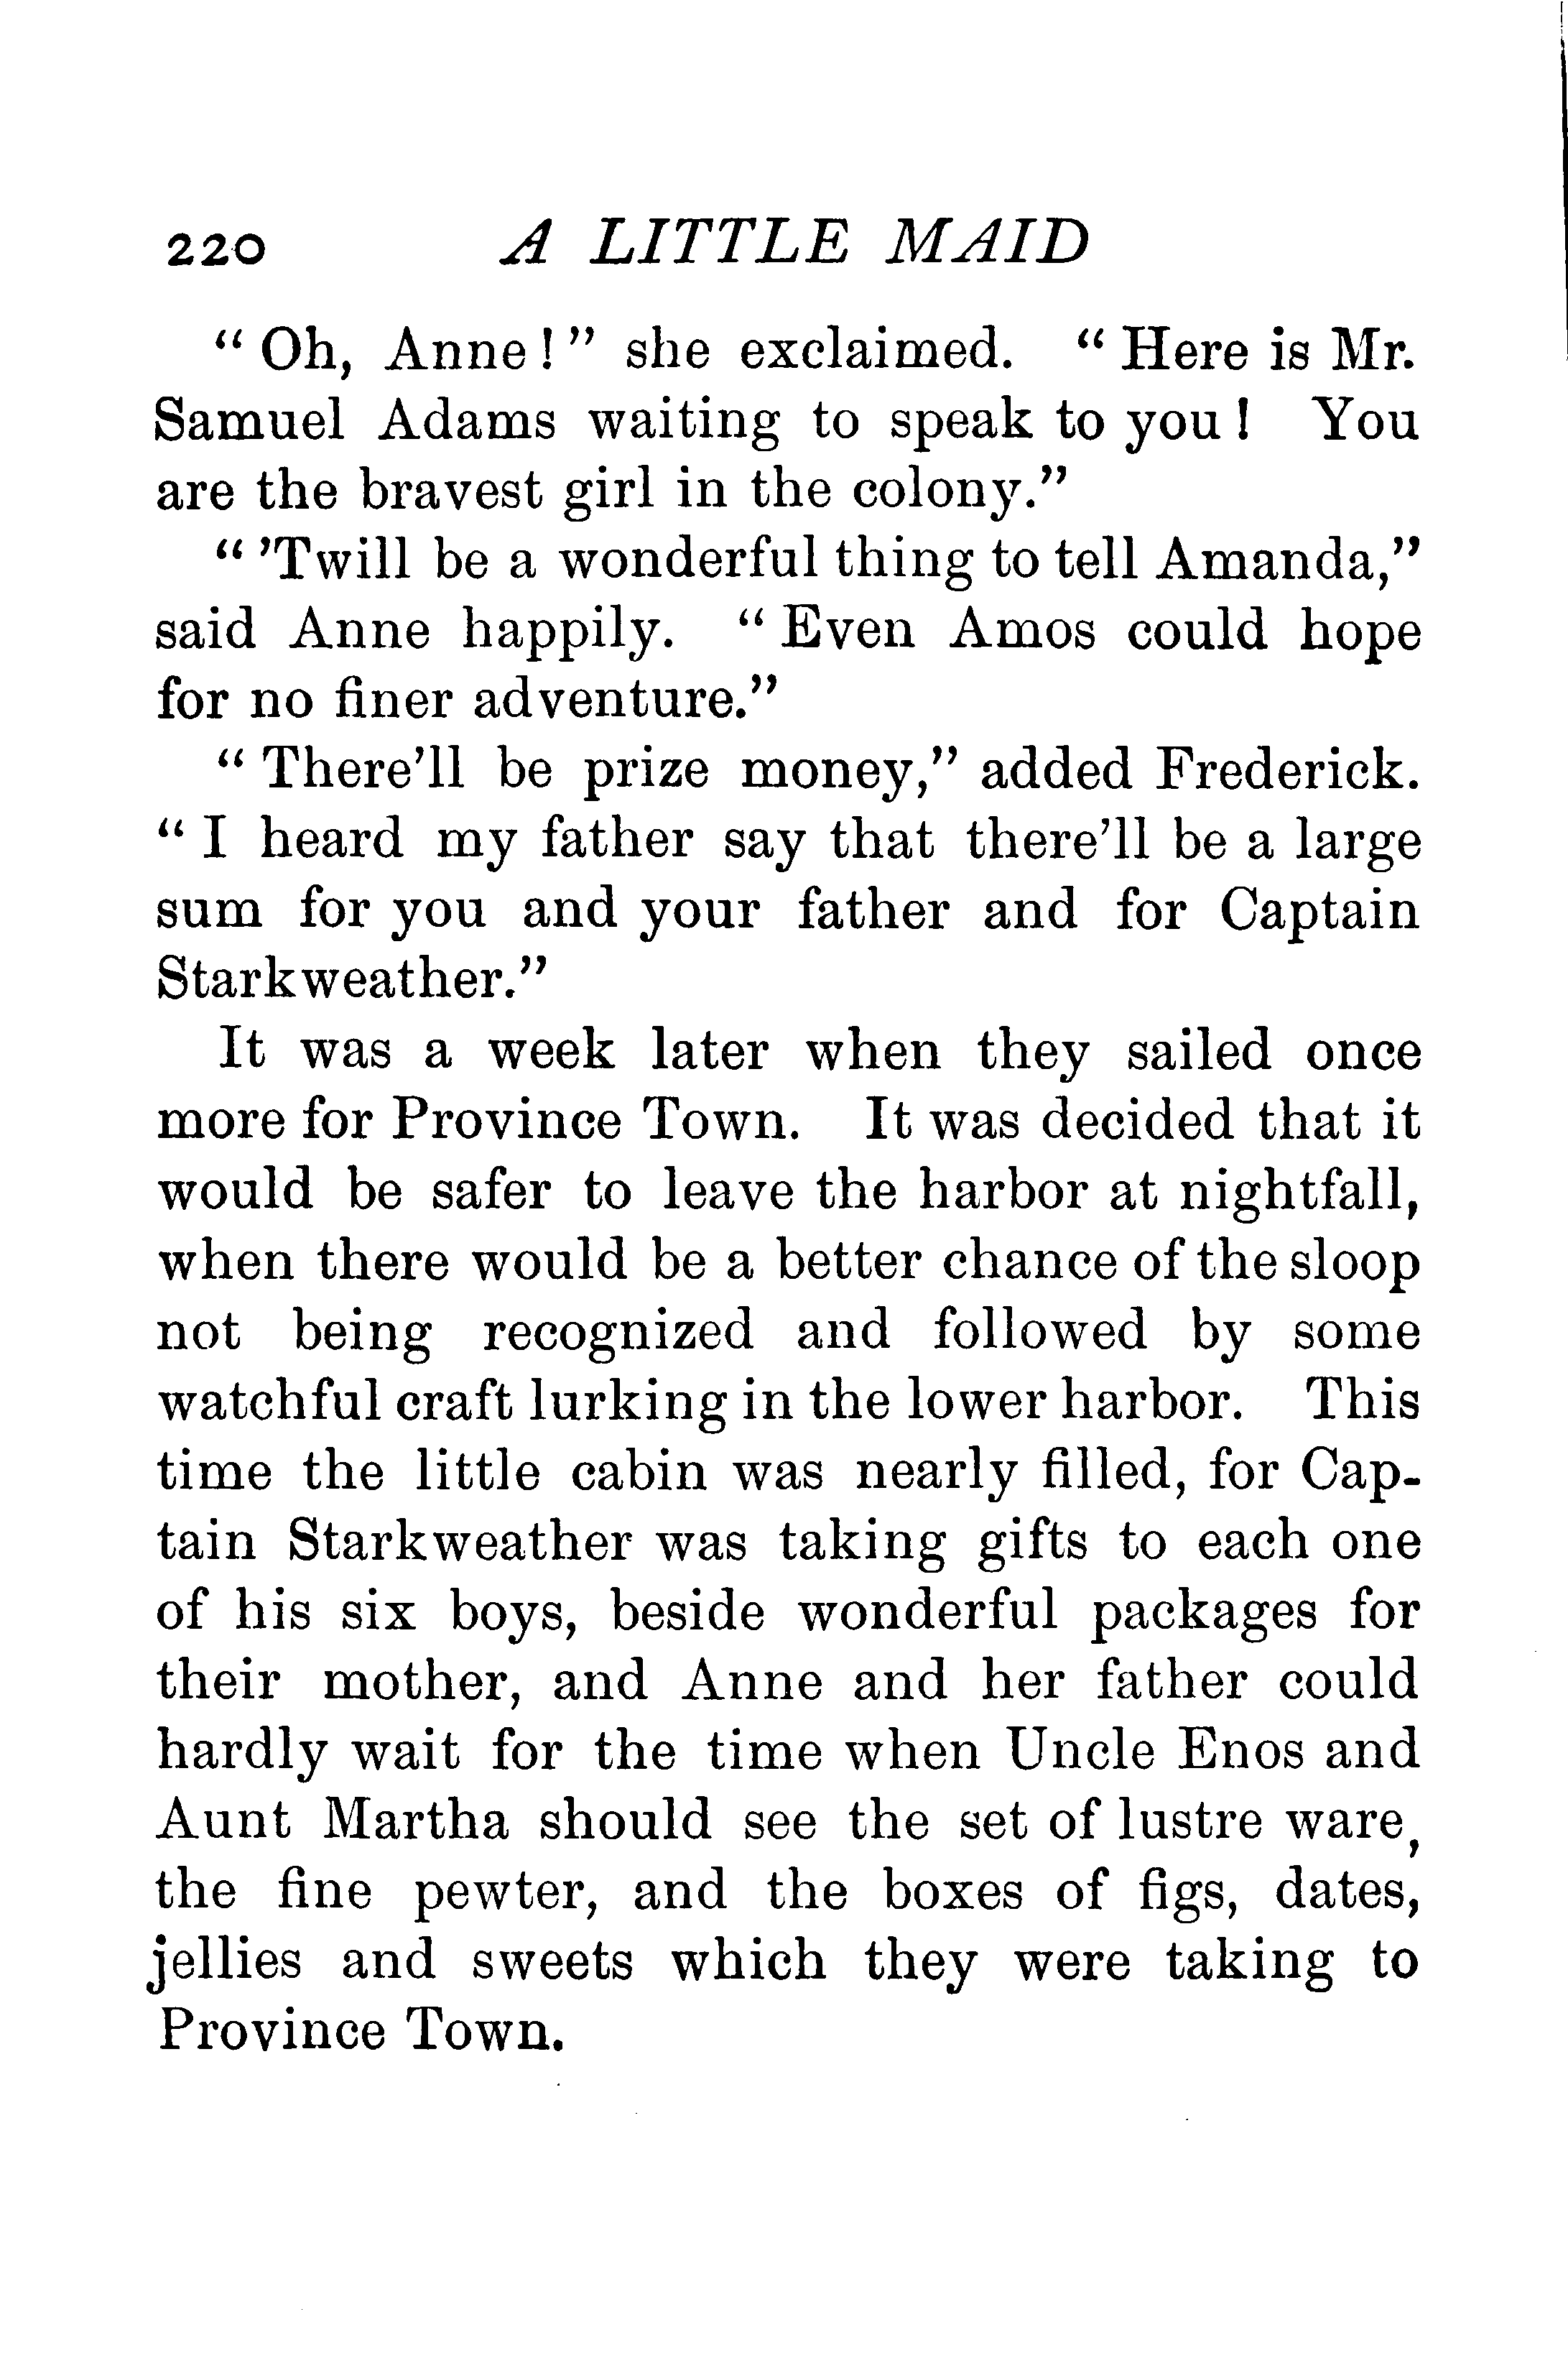 220 A LITTLE MAID
“ Oh, Anne ! ” she exclaimed. “ Here is Mr.
Samuel Adams waiting to speak to you ! You
are the bravest girl in the colony.”
“ ’Twill be a wonderful thing to tell Amanda,”
said Anne happily. “ Even Amos could hope
for no finer adventure.”
“ There’ll be prize money,” added Frederick.
“ I heard my father say that there’ll be a large
sum for you and your father and for Captain
Starkweather.”
It was a week later when they sailed once
more for Province Town. It was decided that it
would be safer to leave the harbor at nightfall,
when there would be a better chance of the sloop
not being recognized and followed by some
watchful craft lurking in the lower harbor. This
time the little cabin was nearly filled, for Cap-
tain Starkweather was taking gifts to each one
of his six boys, beside wonderful packages for
their mother, and Anne and her father could
hardly wait for the time when Uncle Enos and
Aunt Martha should see the set of lustre ware,
the fine pewter, and the boxes of figs, dates,
jellies and sweets which they were taking to
Province Town.